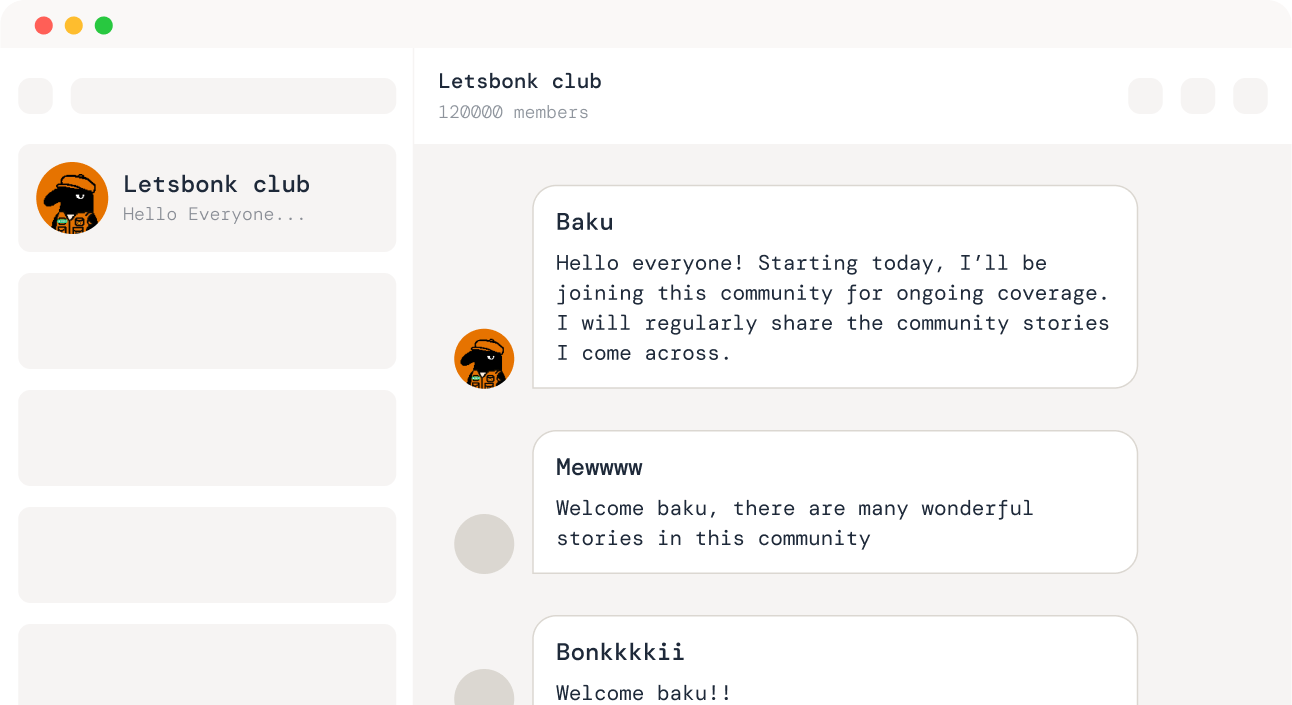 Letsbonk club
120000 members
Letsbonk club
Hello Everyone...
Baku
Hello everyone! Starting today, I’ll be
joining this community for ongoing coverage.
I will regularly share the community stories
I come across.
Mewwww
Welcome baku, there are many wonderful
stories in this community
Bonkkkkii
Welcome baku!!